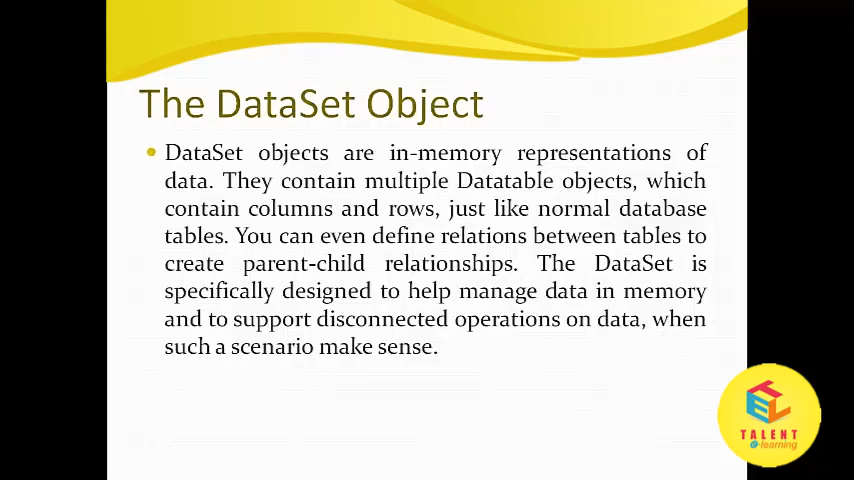 The DataSet Object
DataSet objects are in-memory representations of
data. They contain multiple Datatable objects, which
contain columns and rows, just like normal database
tables. You can even define relations between tables to
create parent-child relationships. The DataSet is
specifically designed to help manage data in memory
and to support disconnected operations on data, when
such a scenario make sense.
TEL
TALENT
e-learning